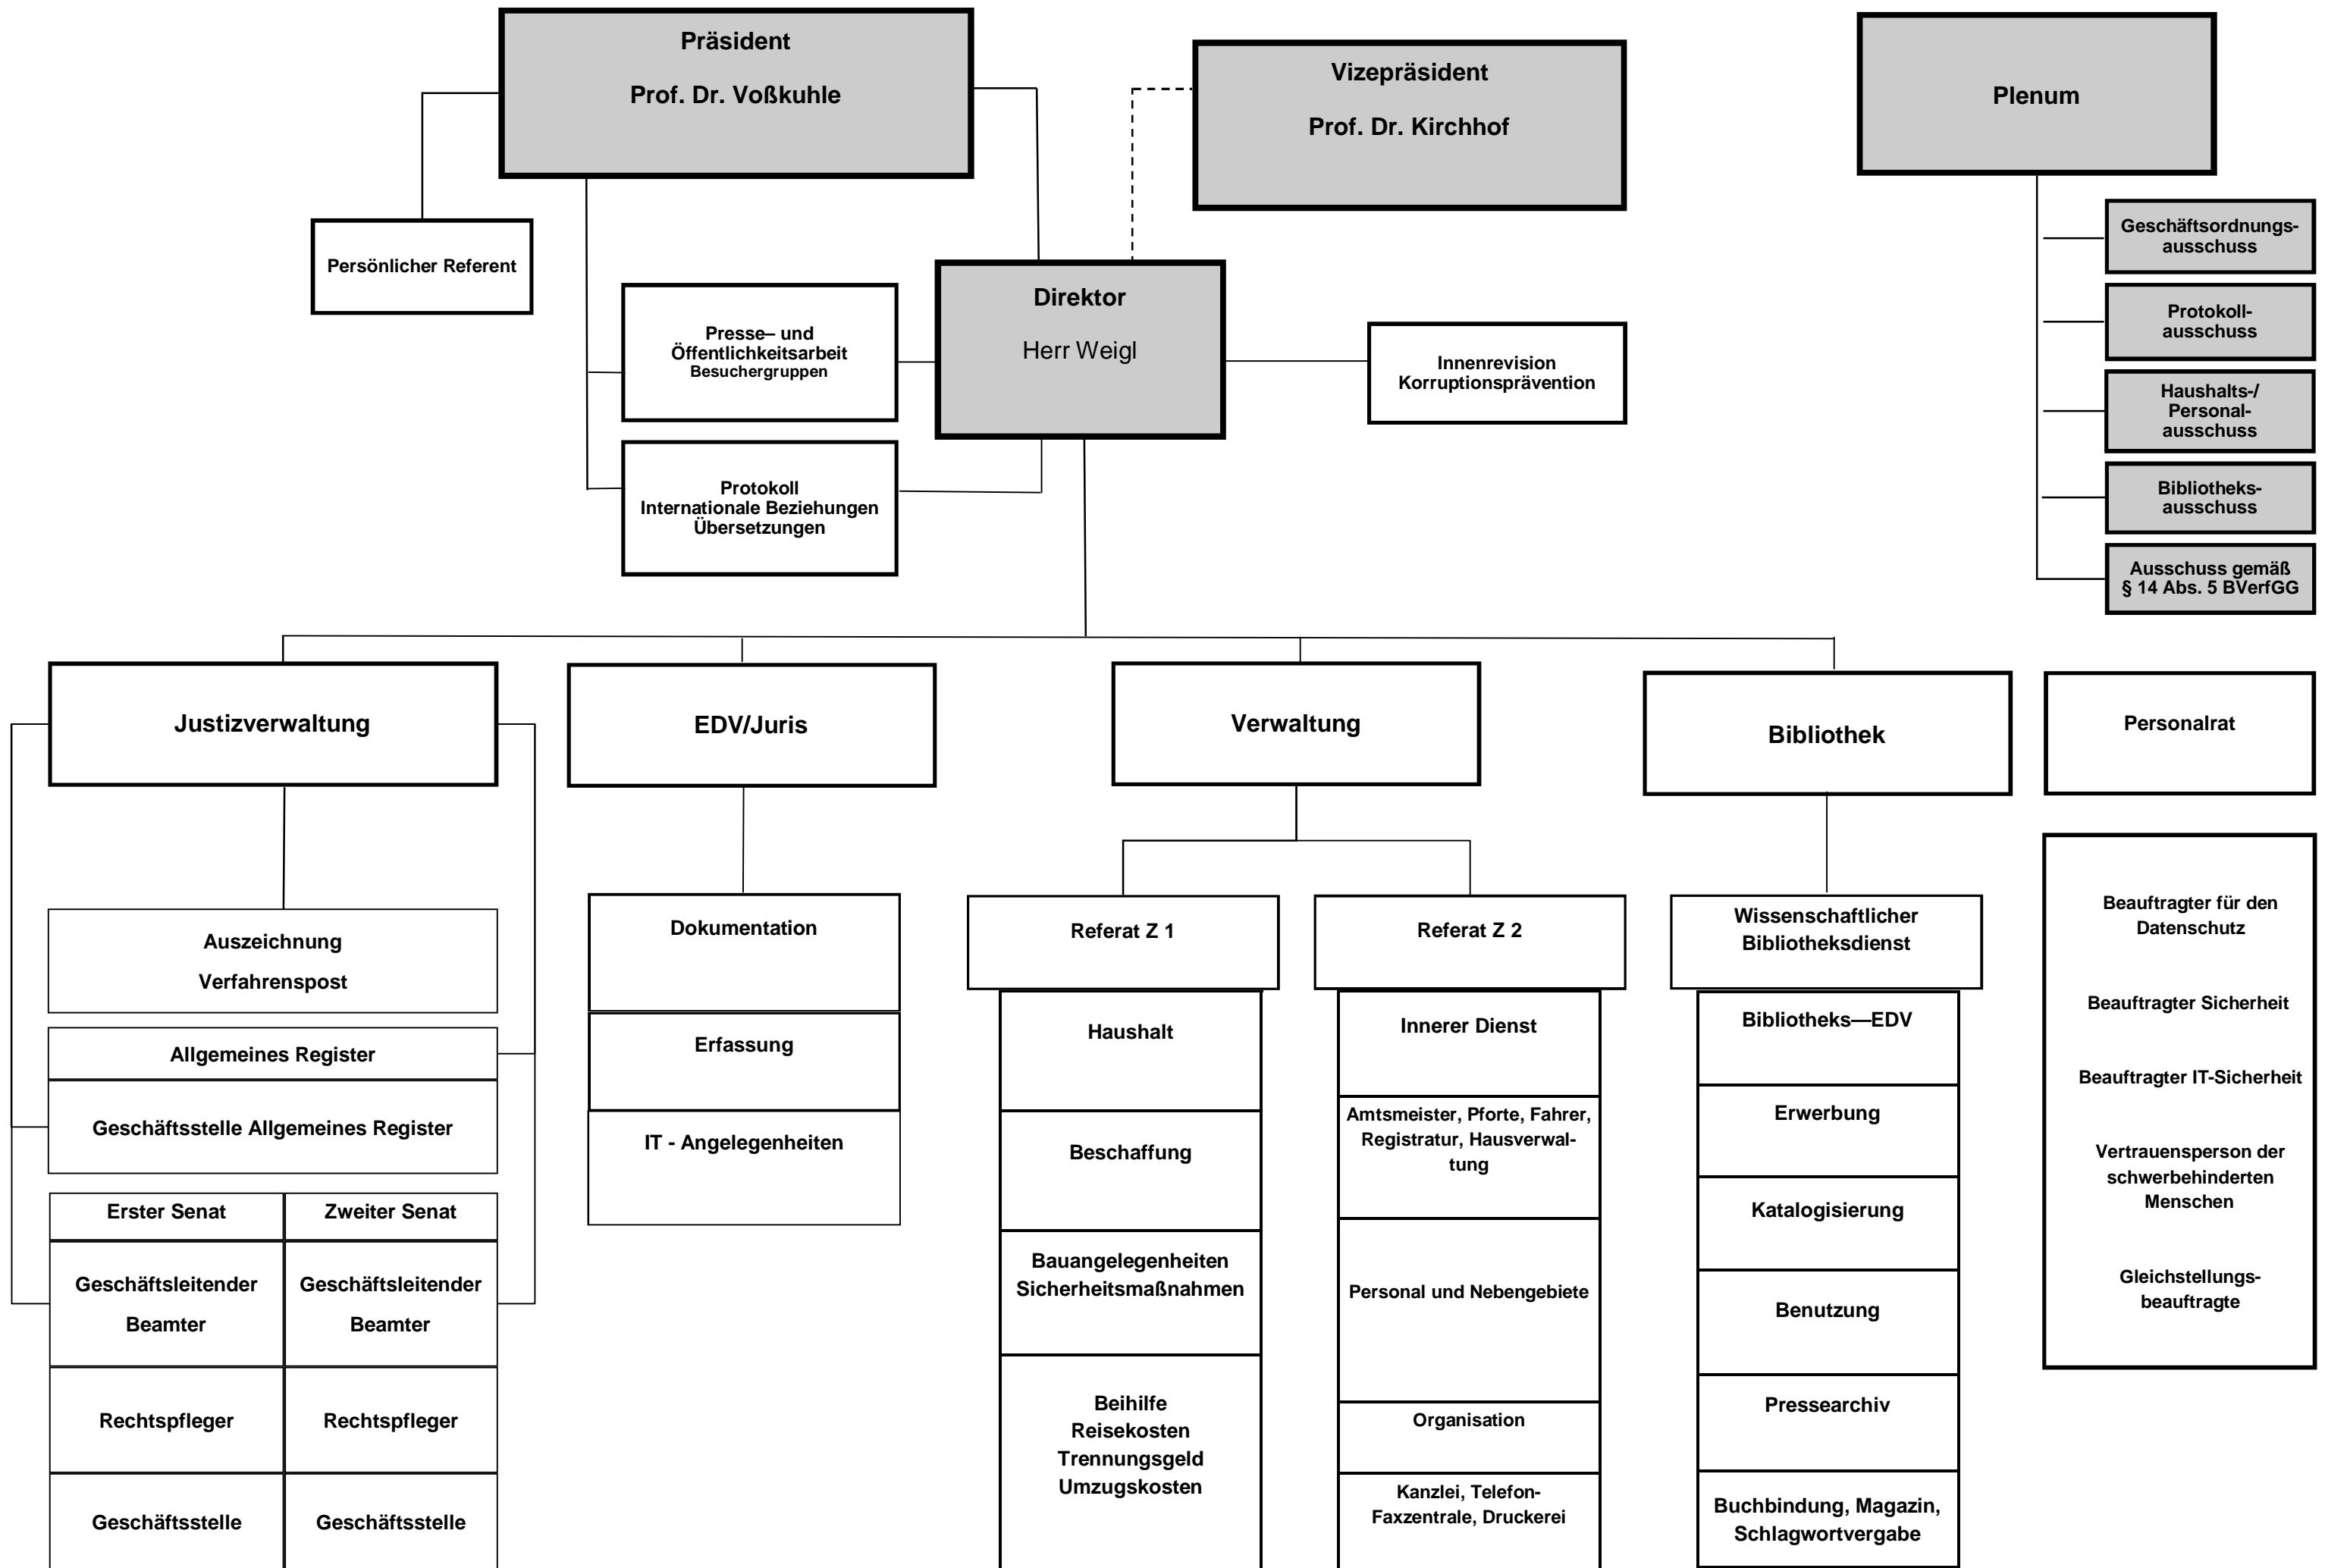 Präsident
Prof. Dr. Voßkuhle
Vizepräsident
Prof. Dr. Kirchhof
Plenum
Persönlicher Referent
Presse– und
Öffentlichkeitsarbeit
Besuchergruppen
Direktor
Herr Weigl
Innenrevision
Korruptionsprävention
Protokoll
Internationale Beziehungen
Übersetzungen
Geschäftsordnungs-
ausschuss
Protokoll-
ausschuss
Haushalts-/
Personal-
ausschuss
Bibliotheks-
ausschuss
Ausschuss gemäß
§ 14 Abs. 5 BVerfGG
Justizverwaltung
Auszeichnung
Verfahrenspost
Allgemeines Register
Geschäftsstelle Allgemeines Register
Erster Senat
Geschäftsleitender
Beamter
Rechtspfleger
Geschäftsstelle
Zweiter Senat
Geschäftsleitender
Beamter
Rechtspfleger
Geschäftsstelle
EDV/Juris
Dokumentation
Erfassung
IT - Angelegenheiten
Verwaltung
Referat Z 1
Haushalt
Beschaffung
Bauangelegenheiten
Sicherheitsmaßnahmen
Beihilfe
Reisekosten
Trennungsgeld
Umzugskosten
Referat Z 2
Innerer Dienst
Amtsmeister, Pforte, Fahrer,
Registratur, Hausverwal-
tung
Personal und Nebengebiete
Organisation
Kanzlei, Telefon-
Faxzentrale, Druckerei
Bibliothek
Wissenschaftlicher
Bibliotheksdienst
Bibliotheks—EDV
Erwerbung
Katalogisierung
Benutzung
Pressearchiv
Buchbindung, Magazin,
Schlagwortvergabe
Personalrat
Beauftragter für den
Datenschutz
Beauftragter Sicherheit
Beauftragter IT-Sicherheit
Vertrauensperson der
schwerbehinderten
Menschen
Gleichstellungs-
beauftragte